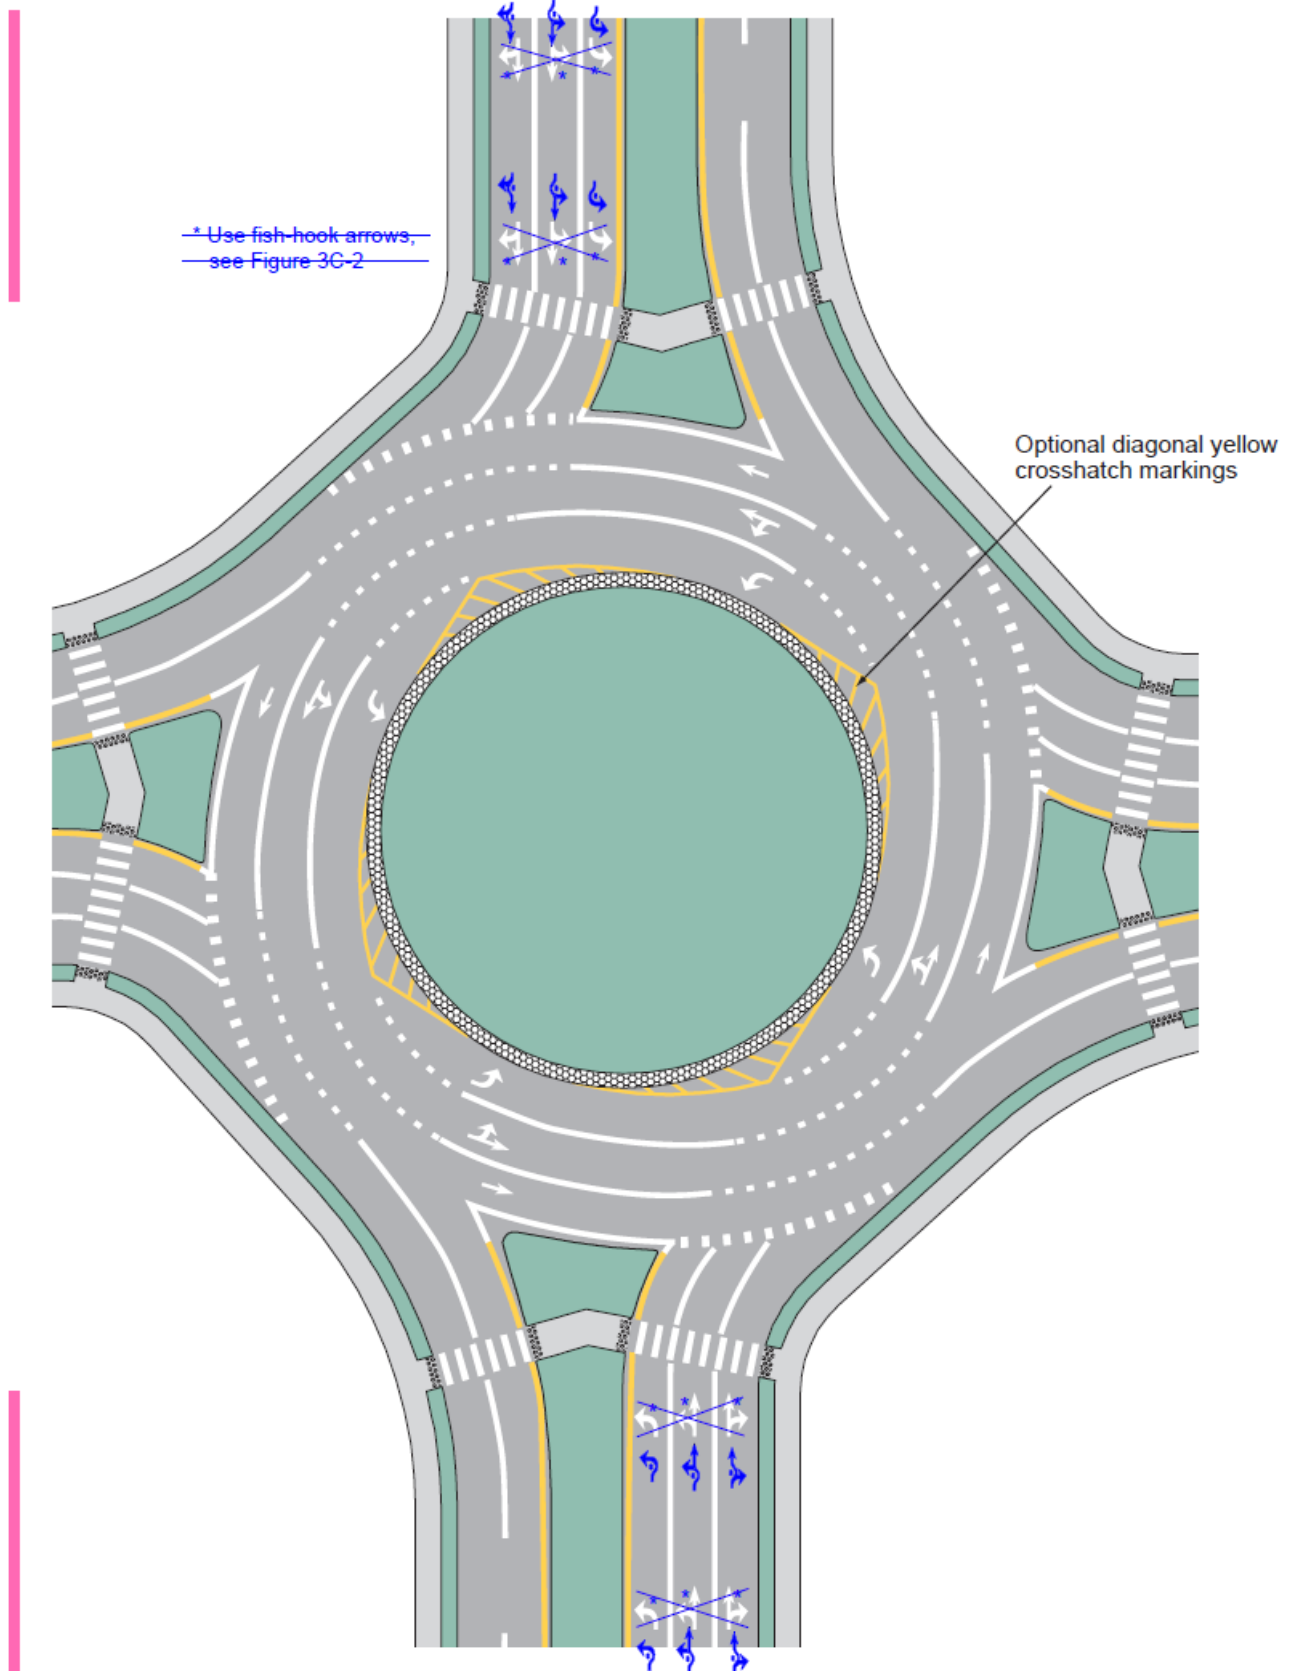 * Use fish-hook arrows,
see Figure 3C-2
Optional diagonal yellow
crosshatch markings